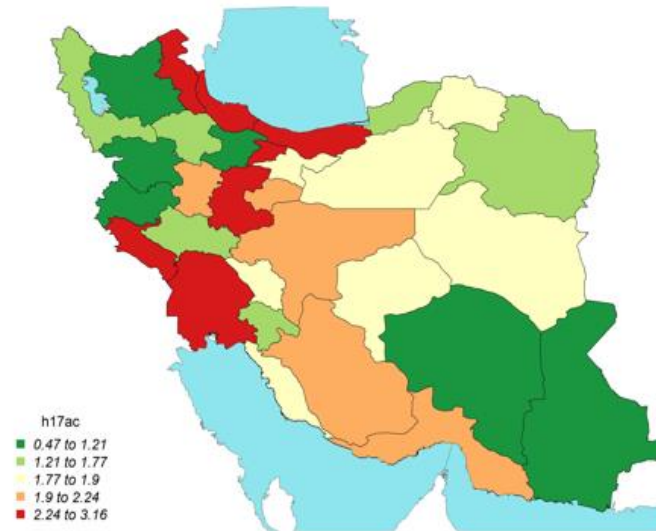 h17ac
0.47 to 1.21
1.21 to 1.77
1.77 to 1.9
1.9 to 2.24
2.24 to 3.16